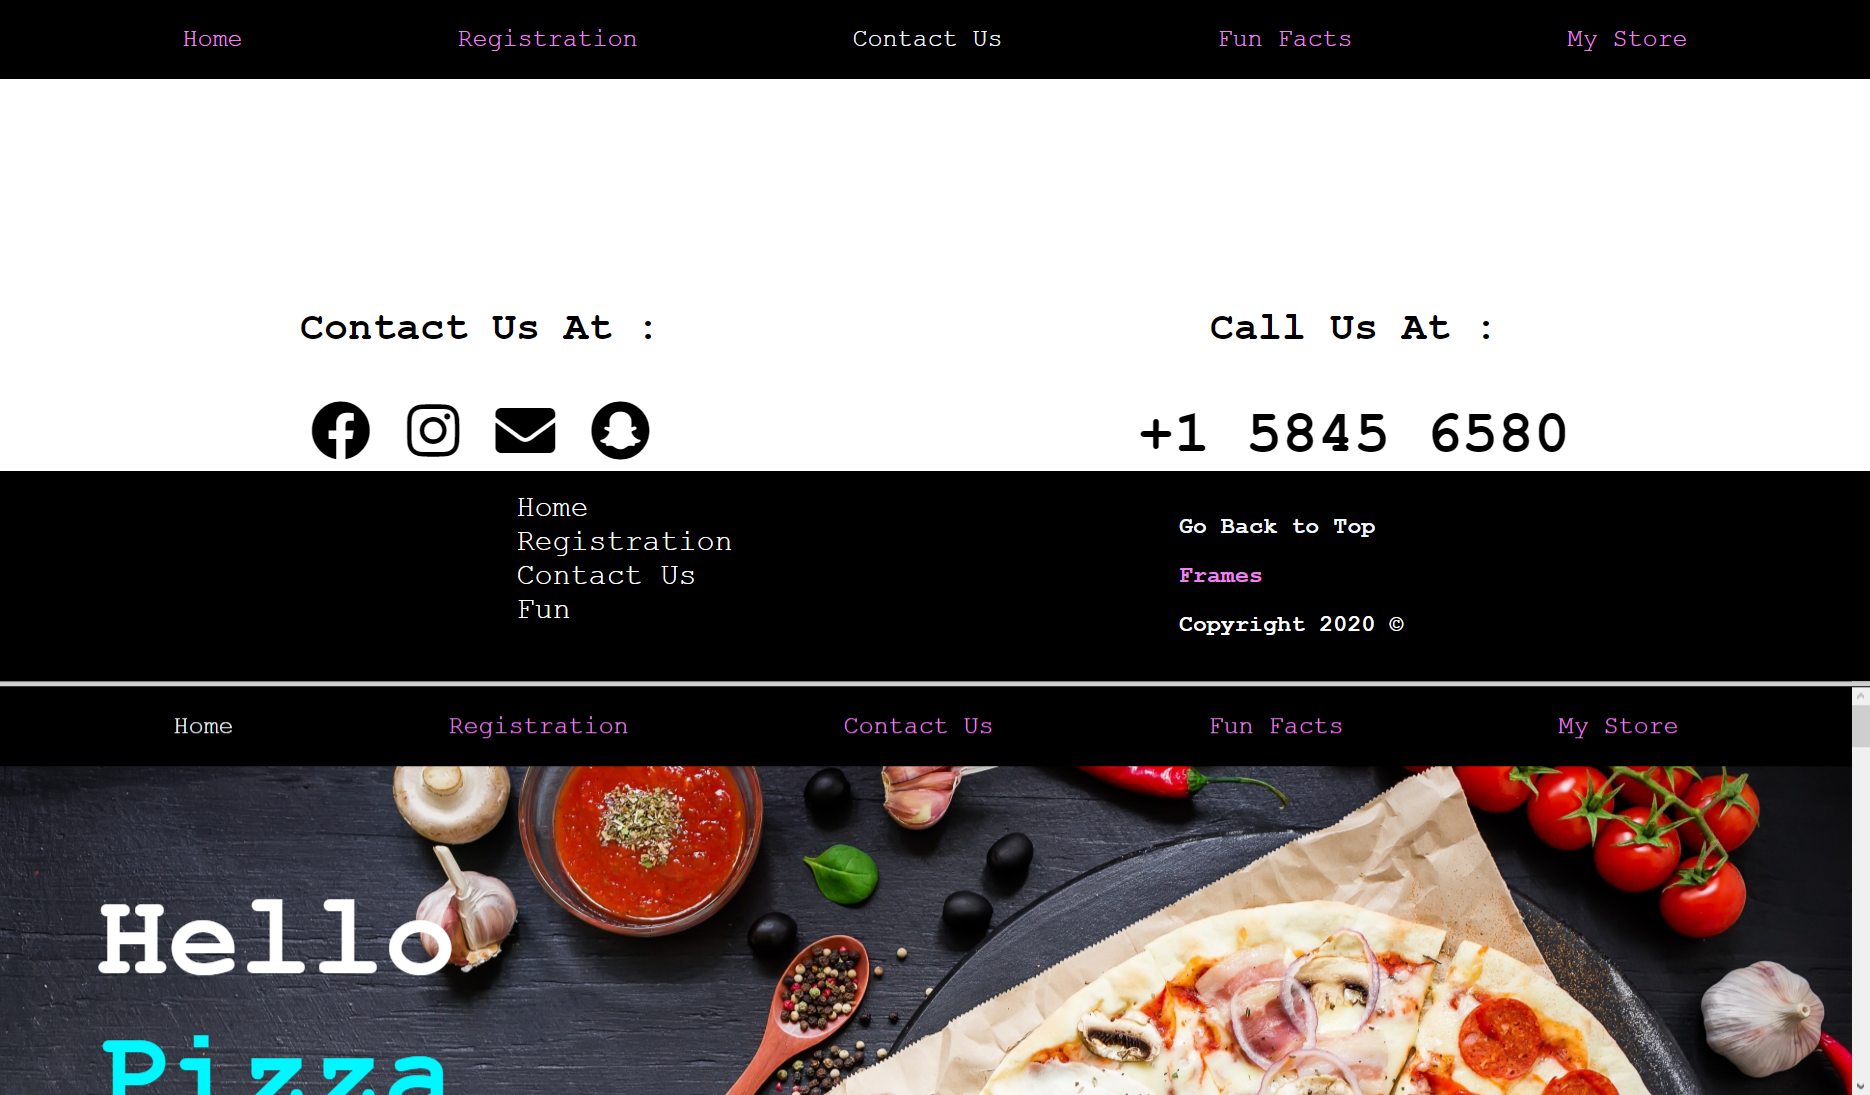 Home Registration Contact Us Fun Facts My Store
Contact Us At :
Call Us At :
+1 5845 6580
Home
Registration
Contact Us
Fun
Go Back to Top
Frames
Copyright 2020 ©
Home Registration Contact Us Fun Facts My Store
Hello
Pizza